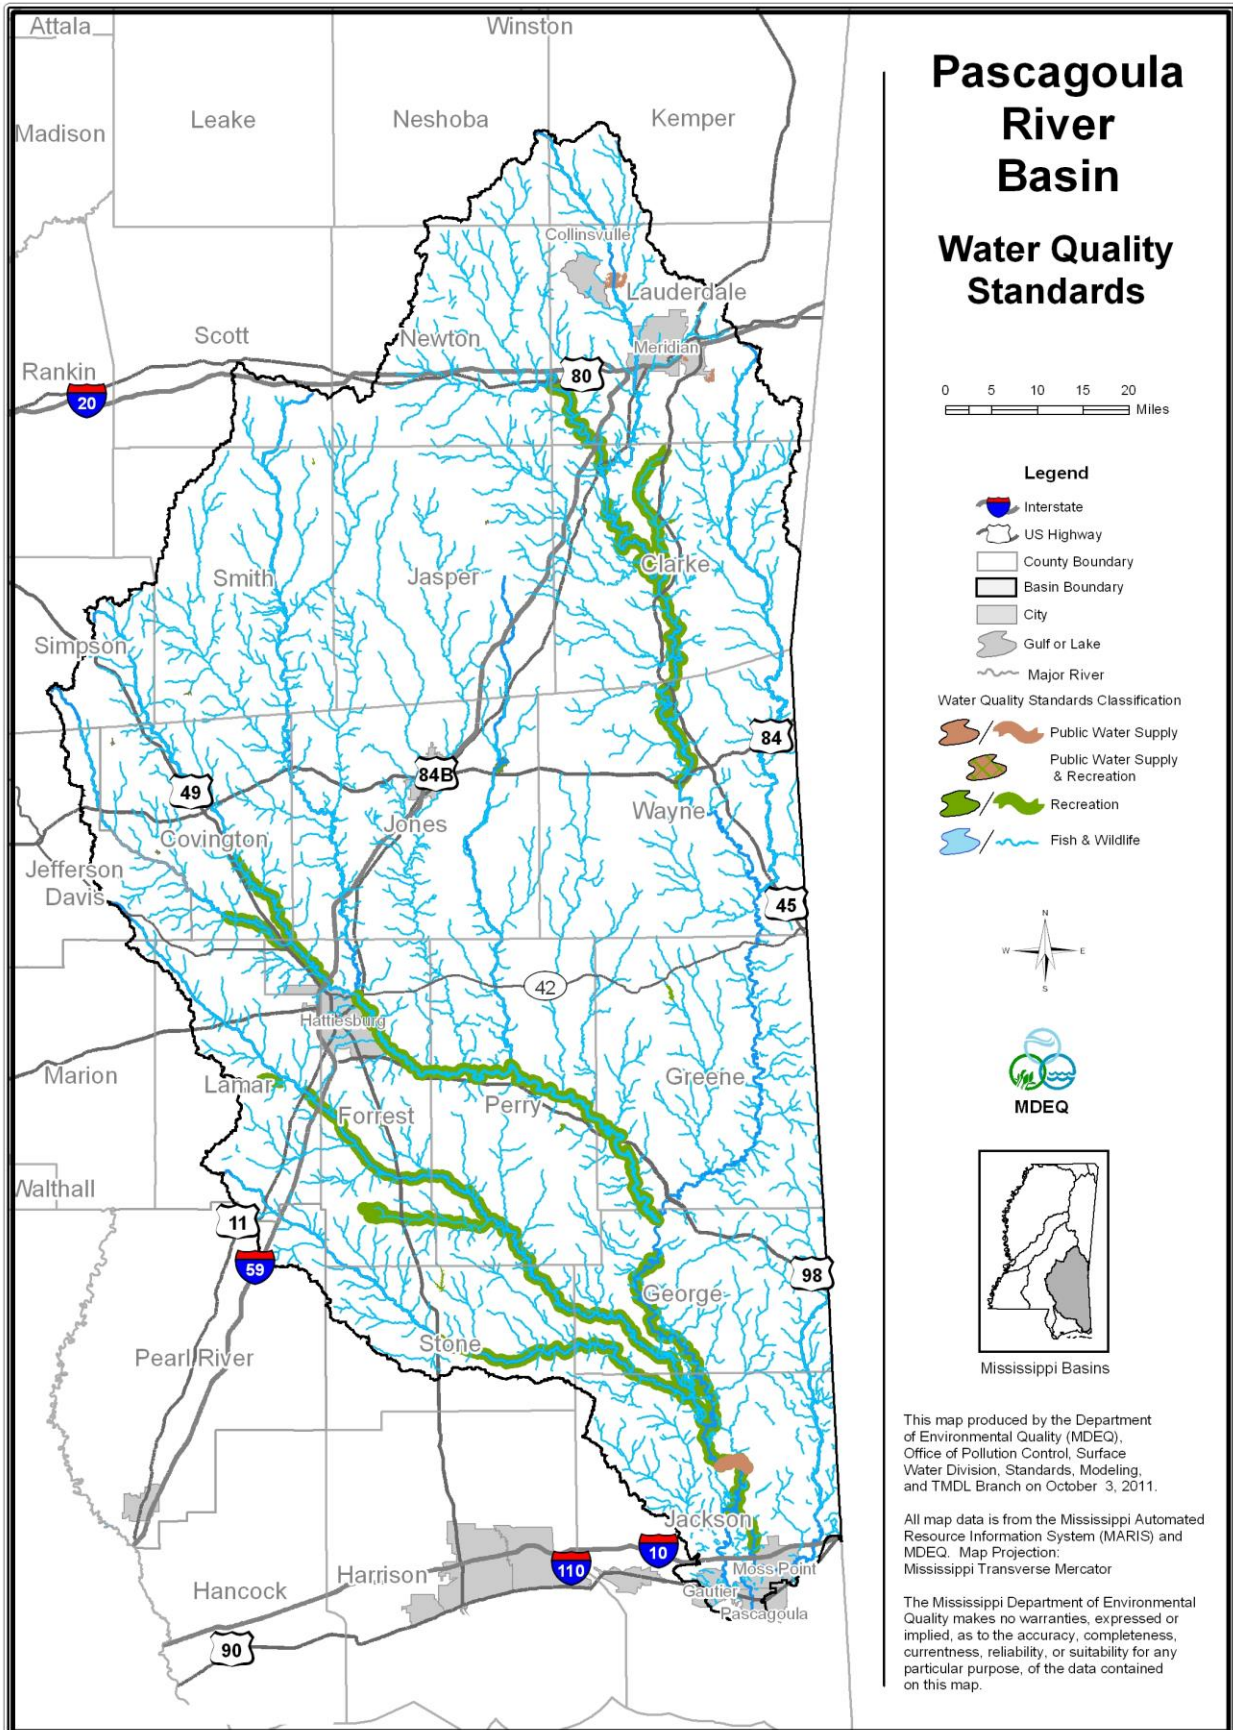 Pascagoula
River
Basin
Water Quality
Standards
0 5 10 15 20
Miles
Legend
Interstate
US Highway
County Boundary
Basin Boundary
City
Gulf or Lake
Major River
Water Quality Standards Classification
Public Water Supply
Public Water Supply
& Recreation
Recreation
Fish & Wildlife
N
W E
S
MDEQ
Mississippi Basins
This map produced by the Department
of Environmental Quality (MDEQ),
Office of Pollution Control, Surface
Water Division, Standards, Modeling,
and TMDL Branch on October 3, 2011.
All map data is from the Mississippi Automated
Resource Information System (MARIS) and
MDEQ. Map Projection:
Mississippi Transverse Mercator
The Mississippi Department of Environmental
Quality makes no warranties, expressed or
implied, as to the accuracy, completeness,
currentness, reliability, or suitability for any
particular purpose, of the data contained
on this map.
Attala
Winston
Madison
Leake
Neshoba
Kemper
Collinsvulle
Lauderdale
Scott
Newton
Meridian
Rankin
80
20
Clarke
Smith
Jasper
Simpson
84
84B
49
Jones
Wayne
Covington
Jefferson
Davis
45
42
Hattiesburg
Marion
Lamar
Greene
Perry
Forrest
Walthall
11
59
98
George
Stone
Pearl River
Jackson
10
110
Moss Point
Harrison
Hancock
Gautier
Pascagoula
90